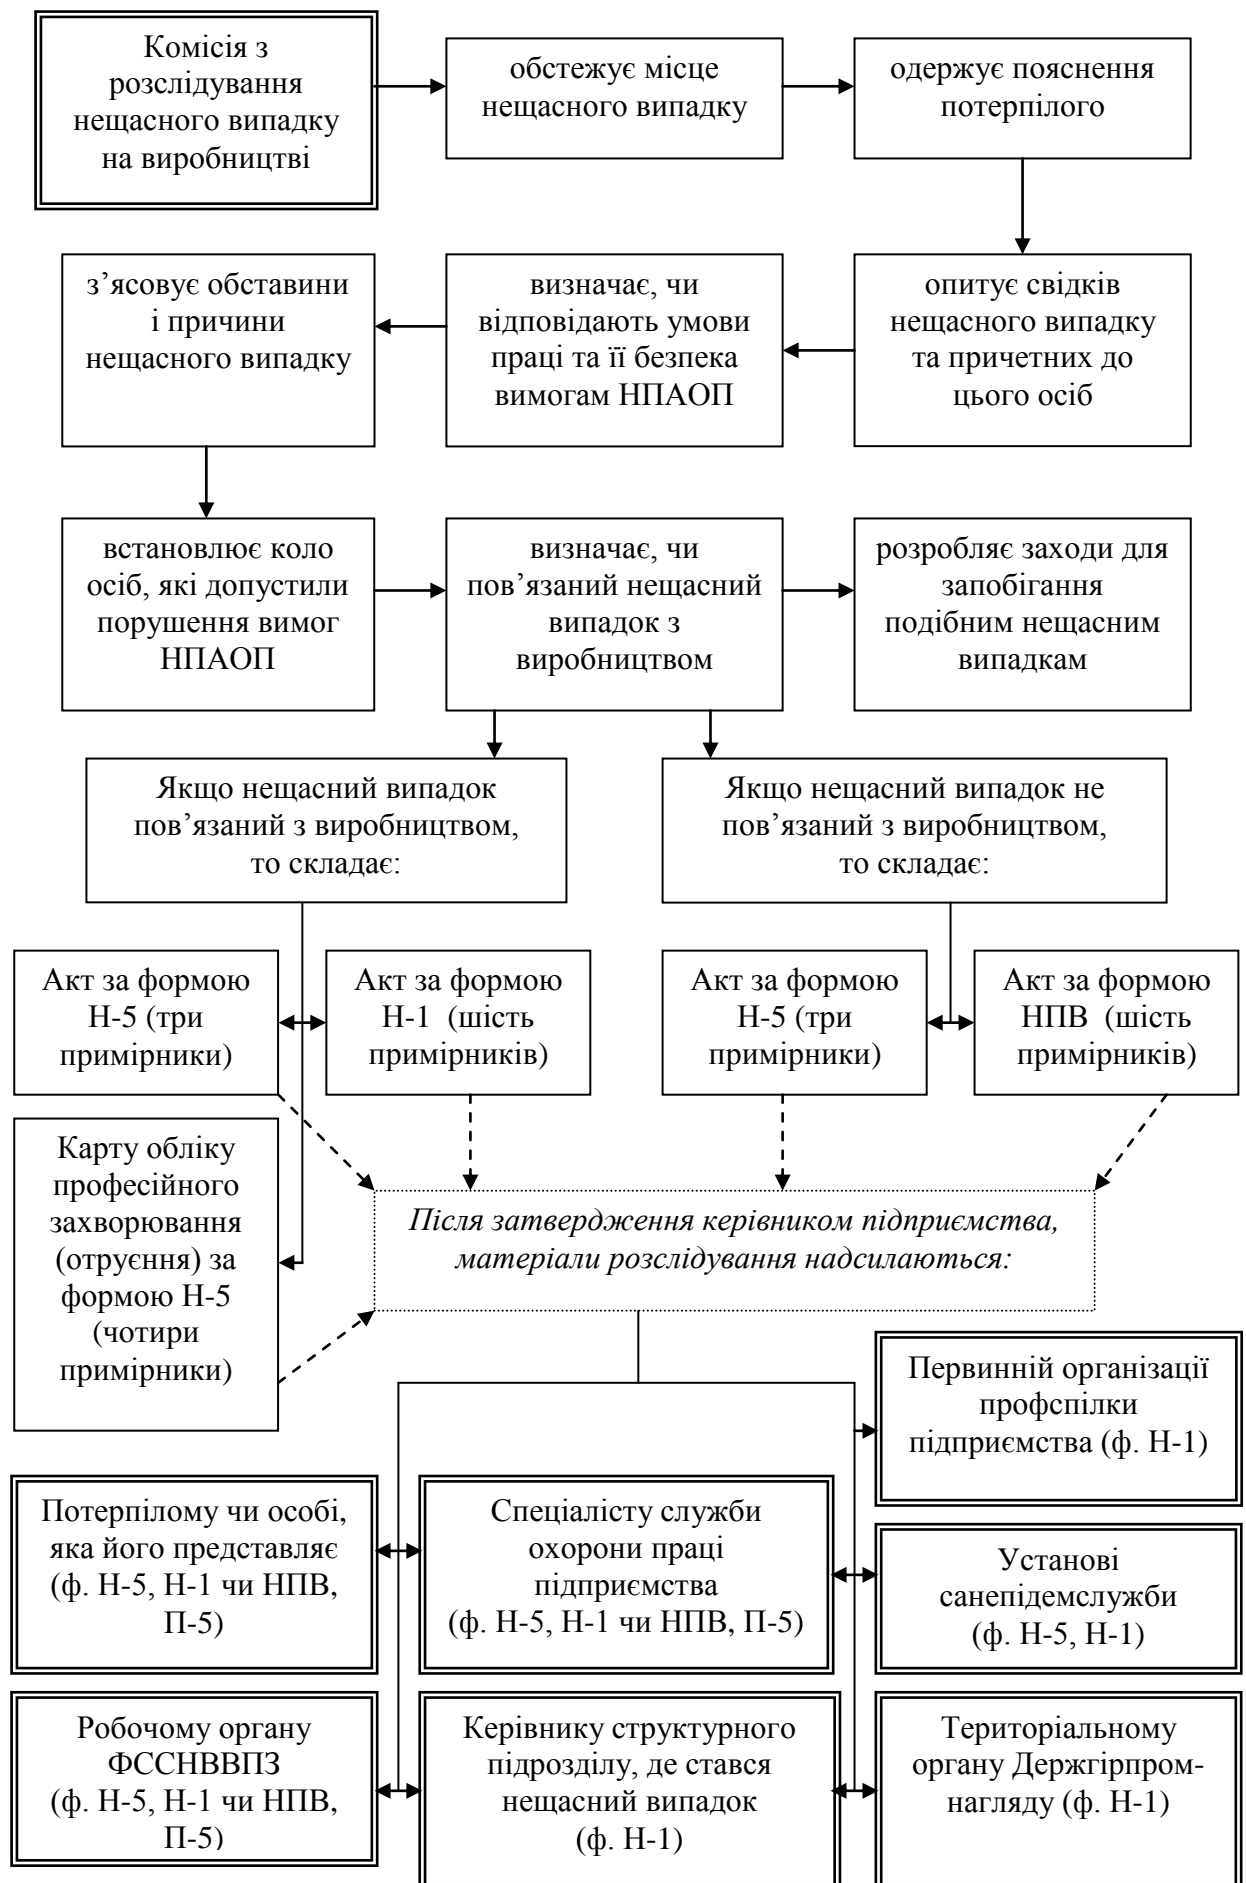 Комісія з
розслідування
нещасного випадку
на виробництві
обстежує місце
нещасного випадку
одержує пояснення
потерпілого
опитує свідків
нещасного випадку
та причетних до
цього осіб
визначає, чи
відповідають умови
праці та її безпека
вимогам НПАОП
з’ясовує обставини
і причини
нещасного випадку
встановлює коло
осіб, які допустили
порушення вимог
НПАОП
визначає, чи
пов’язаний нещасний
випадок з
виробництвом
розробляє заходи для
запобігання
подібним нещасним
випадкам
Якщо нещасний випадок
пов’язаний з виробництвом,
то складає:
Якщо нещасний випадок не
пов’язаний з виробництвом,
то складає:
Акт за формою
Н-5 (три
примірники)
Акт за формою
Н-1 (шість
примірників)
Акт за формою
Н-5 (три
примірники)
Акт за формою
НПВ (шість
примірників)
Карту обліку
професійного
захворювання
(отруєння) за
формою Н-5
(чотири
примірники)
Після затвердження керівником підприємства,
матеріали розслідування надсилаються:
Первинній організації
профспілки
підприємства (ф. Н-1)
Потерпілому чи особі,
яка його представляє
(ф. Н-5, Н-1 чи НПВ,
П-5)
Спеціалісту служби
охорони праці
підприємства
(ф. Н-5, Н-1 чи НПВ, П-5)
Установі
санепідемслужби
(ф. Н-5, Н-1)
Робочому органу
ФССНВВПЗ
(ф. Н-5, Н-1 чи НПВ,
П-5)
Керівнику структурного
підрозділу, де стався
нещасний випадок
(ф. Н-1)
Територіальному
органу Держгірпром-
нагляду (ф. Н-1)